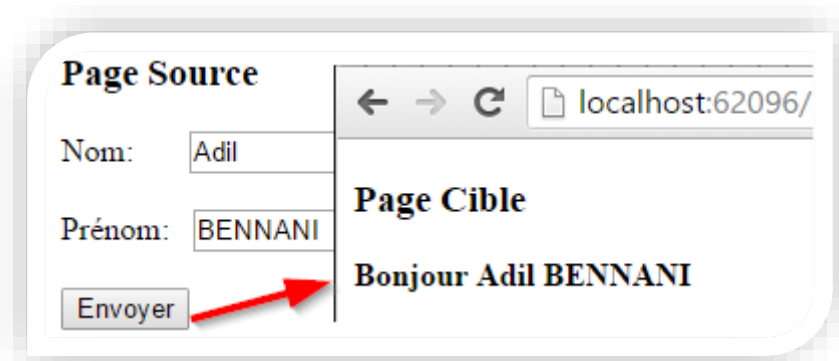 Page Source
Nom: Adil
Prénom: BENNANI
Envoyer
localhost:62096/
Page Cible
Bonjour Adil BENNANI